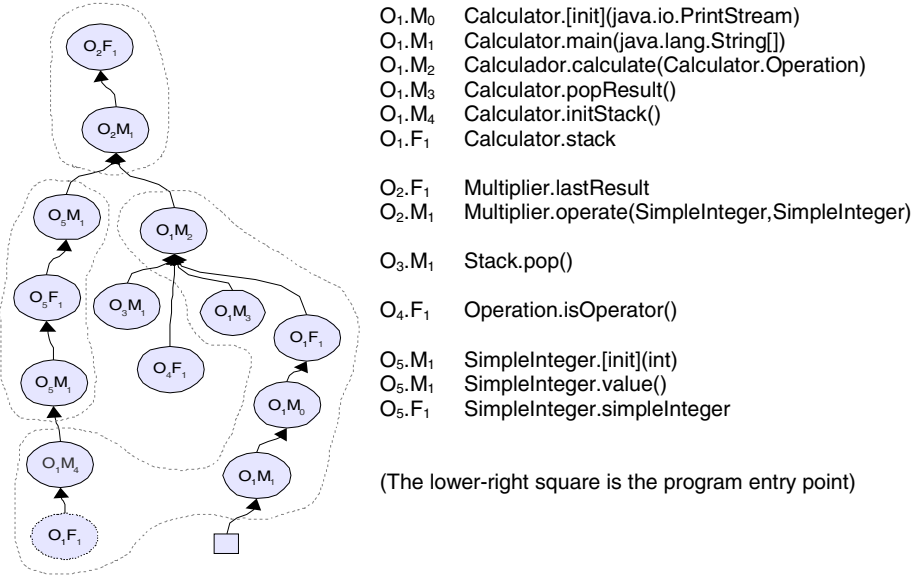 O₂F₁
O₂M₁
O₅M₁
O₁M₂
O₅F₁
O₃M₁
O₁M₃
O₁F₁
O₄F₁
O₅M₁
O₁M₀
O₁M₄
O₁M₁
O₁F₁
O₁.M₀ Calculator.[init](java.io.PrintStream)
O₁.M₁ Calculator.main(java.lang.String[])
O₁.M₂ Calculador.calculate(Calculator.Operation)
O₁.M₃ Calculator.popResult()
O₁.M₄ Calculator.initStack()
O₁.F₁ Calculator.stack
O₂.F₁ Multiplier.lastResult
O₂.M₁ Multiplier.operate(SimpleInteger,SimpleInteger)
O₃.M₁ Stack.pop()
O₄.F₁ Operation.isOperator()
O₅.M₁ SimpleInteger.[init](int)
O₅.M₁ SimpleInteger.value()
O₅.F₁ SimpleInteger.simpleInteger
(The lower-right square is the program entry point)